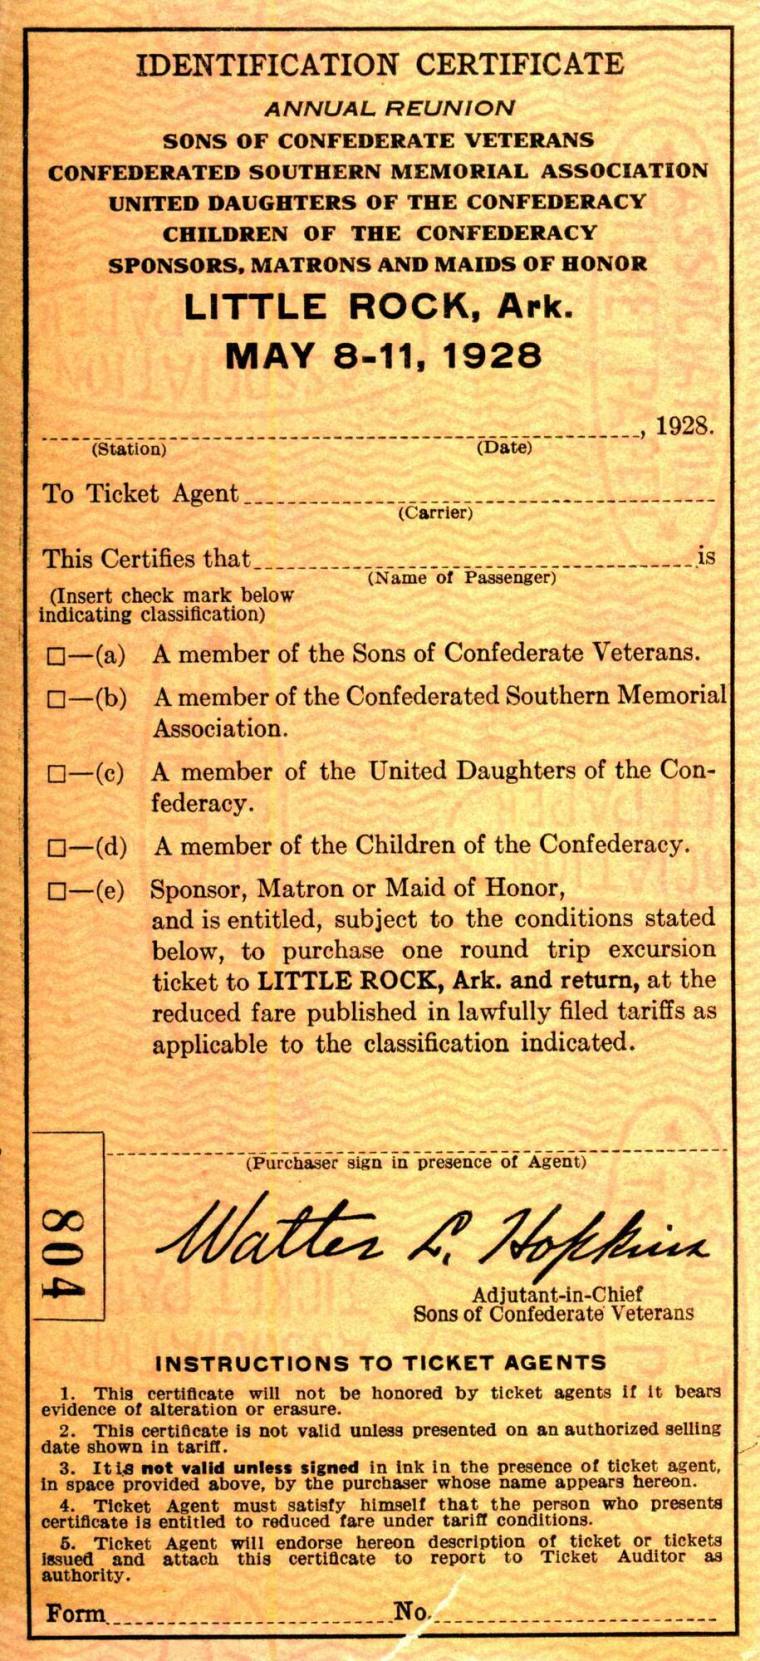 IDENTIFICATION CERTIFICATE
ANNUAL REUNION
SONS OF CONFEDERATE VETERANS
CONFEDERATED SOUTHERN MEMORIAL ASSOCIATION
UNITED DAUGHTERS OF THE CONFEDERACY
CHILDREN OF THE CONFEDERACY
SPONSORS, MATRONS AND MAIDS OF HONOR
LITTLE ROCK, Ark.
MAY 8-11, 1928
, 1928.
(Station) (Date)
To Ticket Agent
(Carrier)
This Certifies that is
(Name of Passenger)
(Insert check mark below
indicating classification)
□—(a) A member of the Sons of Confederate Veterans.
□—(b) A member of the Confederated Southern Memorial
Association.
□—(c) A member of the United Daughters of the Con-
federacy.
□—(d) A member of the Children of the Confederacy.
□—(e) Sponsor, Matron or Maid of Honor,
and is entitled, subject to the conditions stated
below, to purchase one round trip excursion
ticket to LITTLE ROCK, Ark. and return, at the
reduced fare published in lawfully filed tariffs as
applicable to the classification indicated.
(Purchaser sign in presence of Agent)
804
Walter L. Hopkins
Adjutant-in-Chief
Sons of Confederate Veterans
INSTRUCTIONS TO TICKET AGENTS
1. This certificate will not be honored by ticket agents if it bears
evidence of alteration or erasure.
2. This certificate is not valid unless presented on an authorized selling
date shown in tariff.
3. It is not valid unless signed in ink in the presence of ticket agent,
in space provided above, by the purchaser whose name appears hereon.
4. Ticket Agent must satisfy himself that the person who presents
certificate is entitled to reduced fare under tariff conditions.
5. Ticket Agent will endorse hereon description of ticket or tickets
issued and attach this certificate to report to Ticket Auditor as
authority.
Form No.